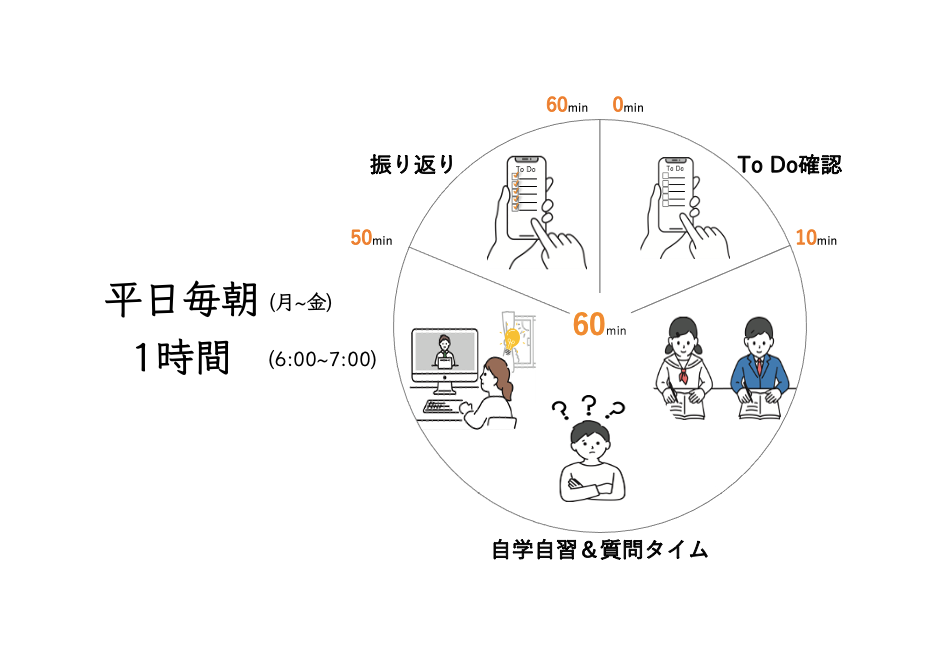 60min 0min
振り返り
To Do
To Do
To Do確認
50min
10min
平日毎朝 (月~金)
1時間 (6:00~7:00)
60min
? ? ?
自学自習＆質問タイム